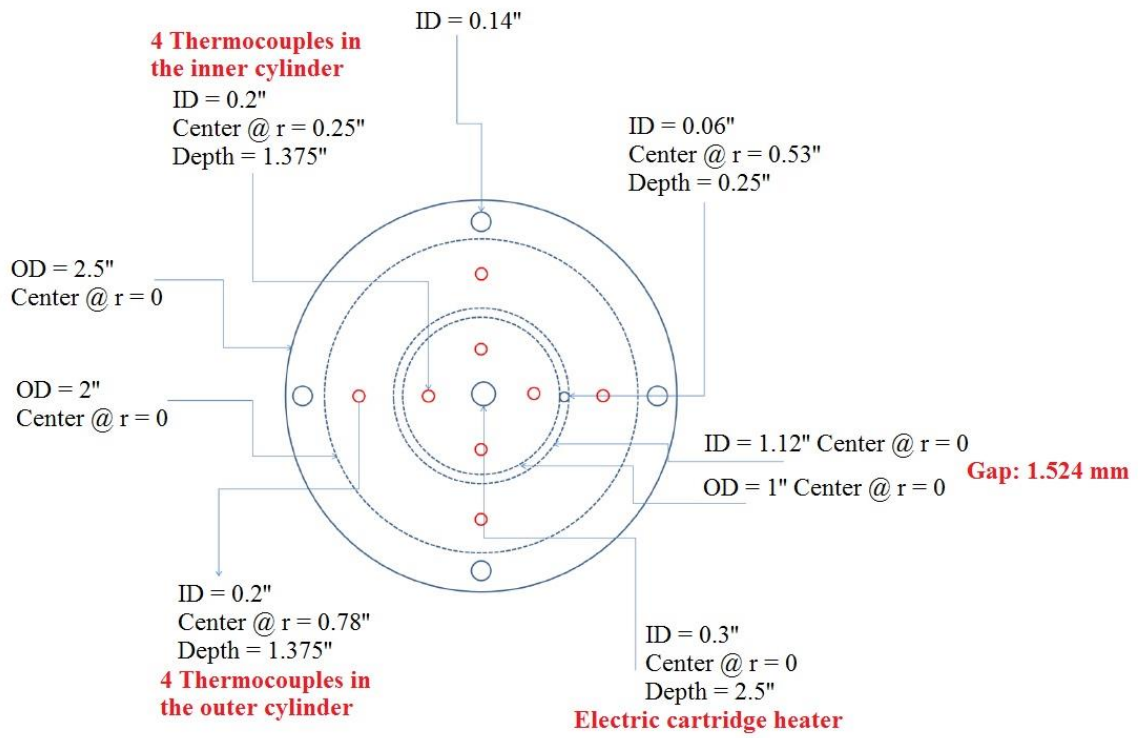 ID = 0.14"
4 Thermocouples in
the inner cylinder
ID = 0.2"
Center @ r = 0.25"
Depth = 1.375"
ID = 0.06"
Center @ r = 0.53"
Depth = 0.25"
OD = 2.5"
Center @ r = 0
OD = 2"
Center @ r = 0
ID = 1.12" Center @ r = 0
Gap: 1.524 mm
OD = 1" Center @ r = 0
ID = 0.2"
Center @ r = 0.78"
Depth = 1.375"
4 Thermocouples in
the outer cylinder
ID = 0.3"
Center @ r = 0
Depth = 2.5"
Electric cartridge heater